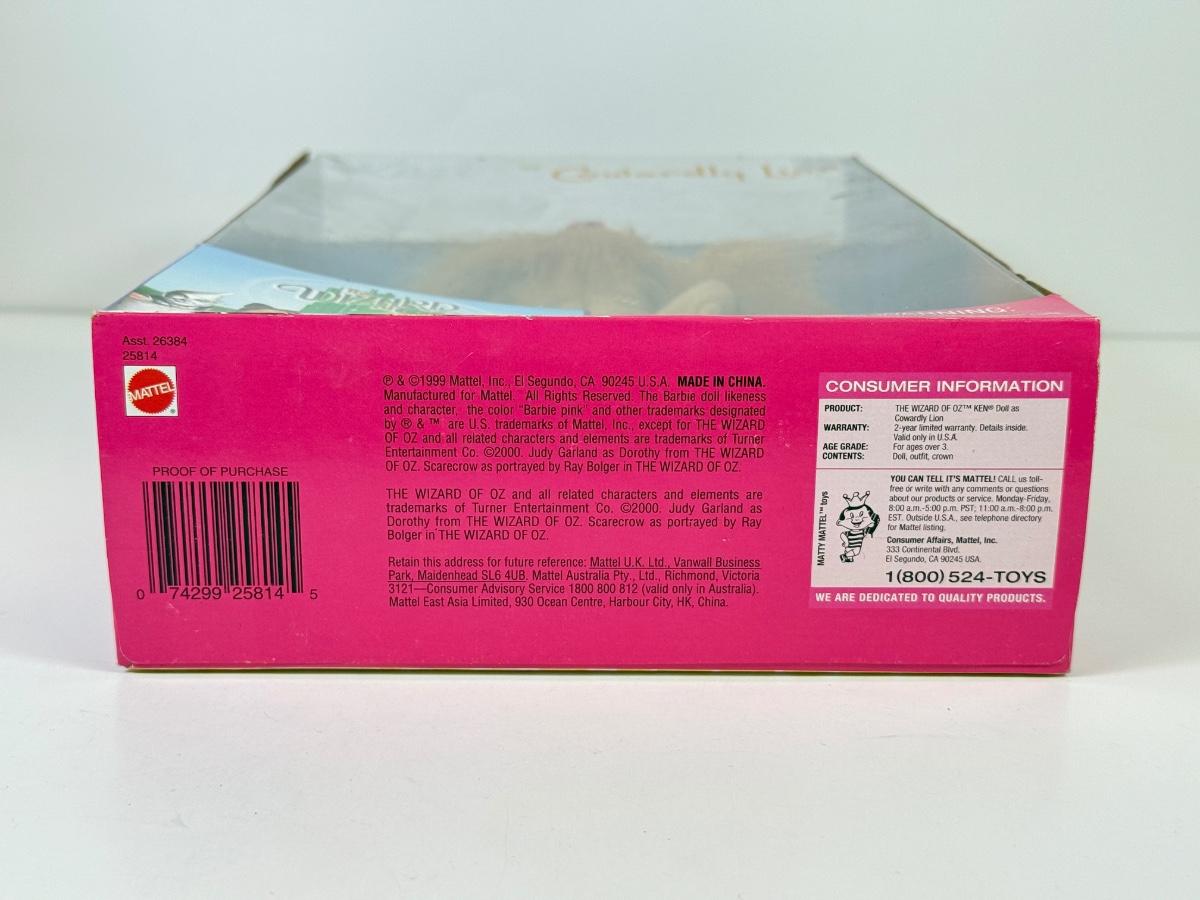 Cowardly
Asst. 26384
25814
MATTEL
®
PROOF OF PURCHASE
0 74299 25814 5
℗ & ©1999 Mattel, Inc., El Segundo, CA 90245 U.S.A. MADE IN CHINA.
Manufactured for Mattel. All Rights Reserved. The Barbie doll likeness
and character, the color "Barbie pink" and other trademarks designated
by ® & ™ are U.S. trademarks of Mattel, Inc., except for THE WIZARD
OF OZ and all related characters and elements are trademarks of Turner
Entertainment Co. ©2000. Judy Garland as Dorothy from THE WIZARD
OF OZ. Scarecrow as portrayed by Ray Bolger in THE WIZARD OF OZ.
THE WIZARD OF OZ and all related characters and elements are
trademarks of Turner Entertainment Co. ©2000. Judy Garland as
Dorothy from THE WIZARD OF OZ. Scarecrow as portrayed by Ray
Bolger in THE WIZARD OF OZ.
Retain this address for future reference: Mattel U.K. Ltd., Vanwall Business
Park, Maidenhead SL6 4UB. Mattel Australia Pty., Ltd., Richmond, Victoria
3121—Consumer Advisory Service 1800 800 812 (valid only in Australia).
Mattel East Asia Limited, 930 Ocean Centre, Harbour City, HK, China.
CONSUMER INFORMATION
PRODUCT: THE WIZARD OF OZ™ KEN® Doll as
Cowardly Lion
WARRANTY: 2-year limited warranty. Details inside.
Valid only in U.S.A.
AGE GRADE: For ages over 3.
CONTENTS: Doll, outfit, crown
MATTY MATTEL™ toys
YOU CAN TELL IT'S MATTEL! CALL us toll-
free or write with any comments or questions
about our products or service. Monday-Friday,
8:00 a.m.-5:00 p.m. PST; 11:00 a.m.-8:00 p.m.
EST. Outside U.S.A., see telephone directory
for Mattel listing.
Consumer Affairs, Mattel, Inc.
333 Continental Blvd.
El Segundo, CA 90245 USA.
1(800) 524-TOYS
WE ARE DEDICATED TO QUALITY PRODUCTS.